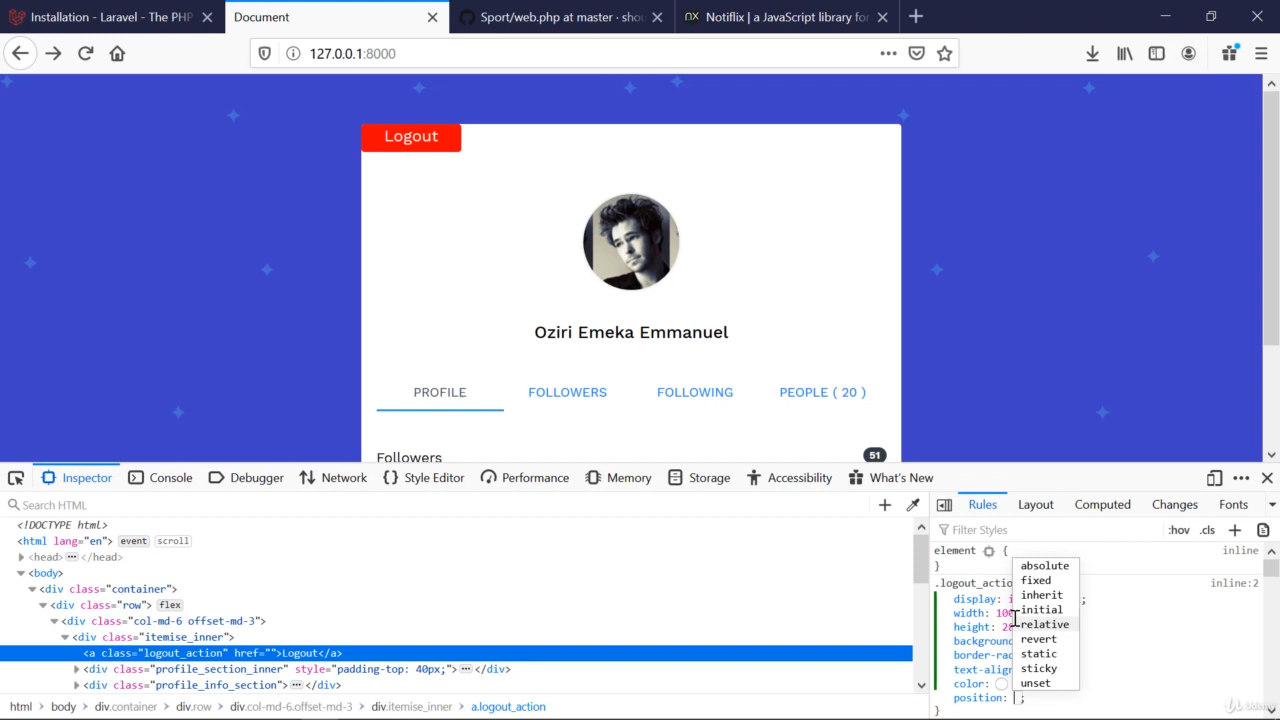 Installation - Laravel - The PHP
Document
Sport/web.php at master · shou
Notiflix | a JavaScript library for
127.0.0.1:8000
Logout
Oziri Emeka Emmanuel
PROFILE FOLLOWERS FOLLOWING PEOPLE ( 20 )
Followers 51
Inspector Console Debugger Network Style Editor Performance Memory Storage Accessibility What's New
Search HTML
<!DOCTYPE html>
<html lang="en"> event scroll
<head> ••• </head>
<body>
<div class="container">
<div class="row"> flex
<div class="col-md-6 offset-md-3">
<div class="itemise_inner">
<a class="logout_action" href="">Logout</a>
<div class="profile_section_inner" style="padding-top: 40px;"> ••• </div>
<div class="profile_info_section"> ••• </div>
html body div.container div.row div.col-md-6.offset-md-3 div.itemise_inner a.logout_action
Rules Layout Computed Changes Fonts
Filter Styles :hov .cls
element { inline
}
.logout_actio inline:2
display: i ;
width: 100
height: 28
background
border-rad
text-align
color:
position: ;
}
absolute
fixed
inherit
initial
relative
revert
static
sticky
unset
Udemy